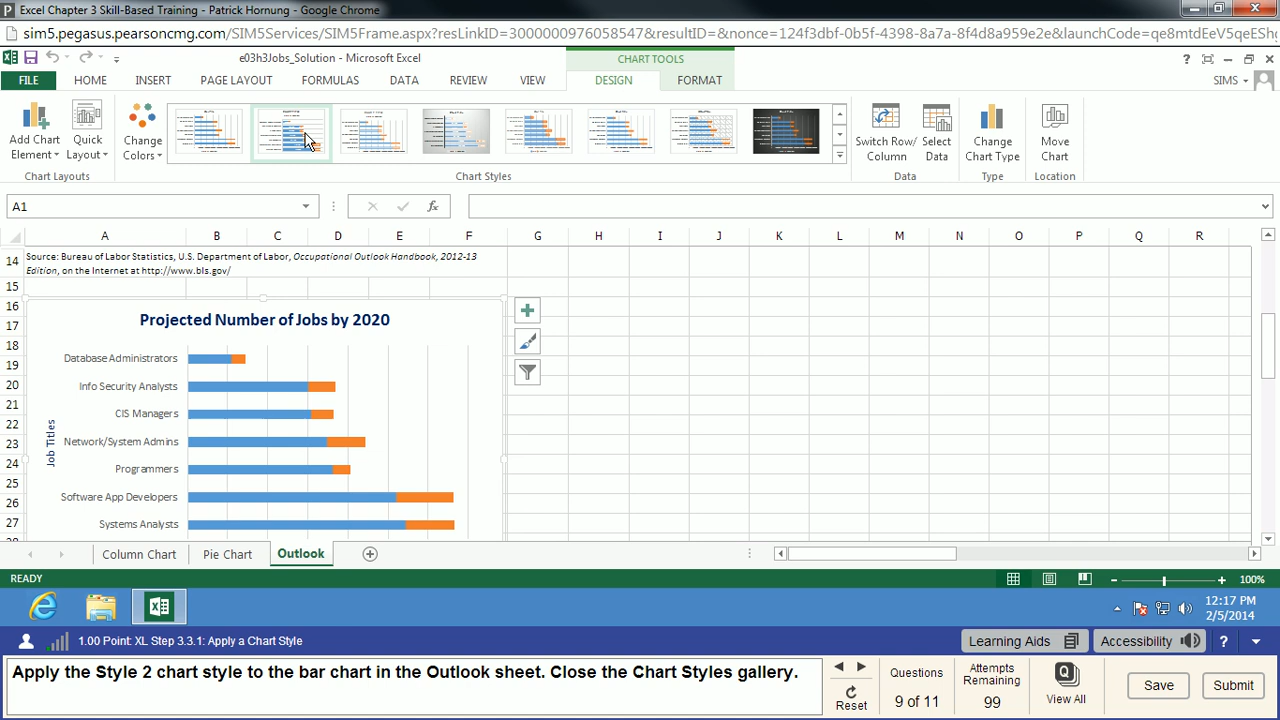 Excel Chapter 3 Skill-Based Training - Patrick Hornung - Google Chrome
sim5.pegasus.pearsoncmg.com/SIM5Services/SIM5Frame.aspx?resLinkID=3000000976058547&resultID=&nonce=124f3dbf-0b5f-4398-8a7a-8f4d8a959e2e&launchCode=qe8mtdEeV5qeESh
e03h3Jobs_Solution - Microsoft Excel
CHART TOOLS
FILE HOME INSERT PAGE LAYOUT FORMULAS DATA REVIEW VIEW DESIGN FORMAT SIMS
Add Chart Element
Quick Layout
Change Colors
Switch Row/ Column
Select Data
Change Chart Type
Move Chart
Chart Layouts Chart Styles Data Type Location
A1 fx
A B C D E F G H I J K L M N O P Q R
14 Source: Bureau of Labor Statistics, U.S. Department of Labor, Occupational Outlook Handbook, 2012-13
Edition, on the Internet at http://www.bls.gov/
15
16
17 Projected Number of Jobs by 2020
18
19 Database Administrators
20 Info Security Analysts
21 CIS Managers
22
23 Network/System Admins
24 Programmers
25
26 Software App Developers
27 Systems Analysts
Job Titles
Column Chart Pie Chart Outlook
READY 100%
12:17 PM
2/5/2014
1.00 Point: XL Step 3.3.1: Apply a Chart Style
Learning Aids Accessibility ?
Apply the Style 2 chart style to the bar chart in the Outlook sheet. Close the Chart Styles gallery.
Reset
Questions
9 of 11
Attempts
Remaining
99
View All
Save
Submit